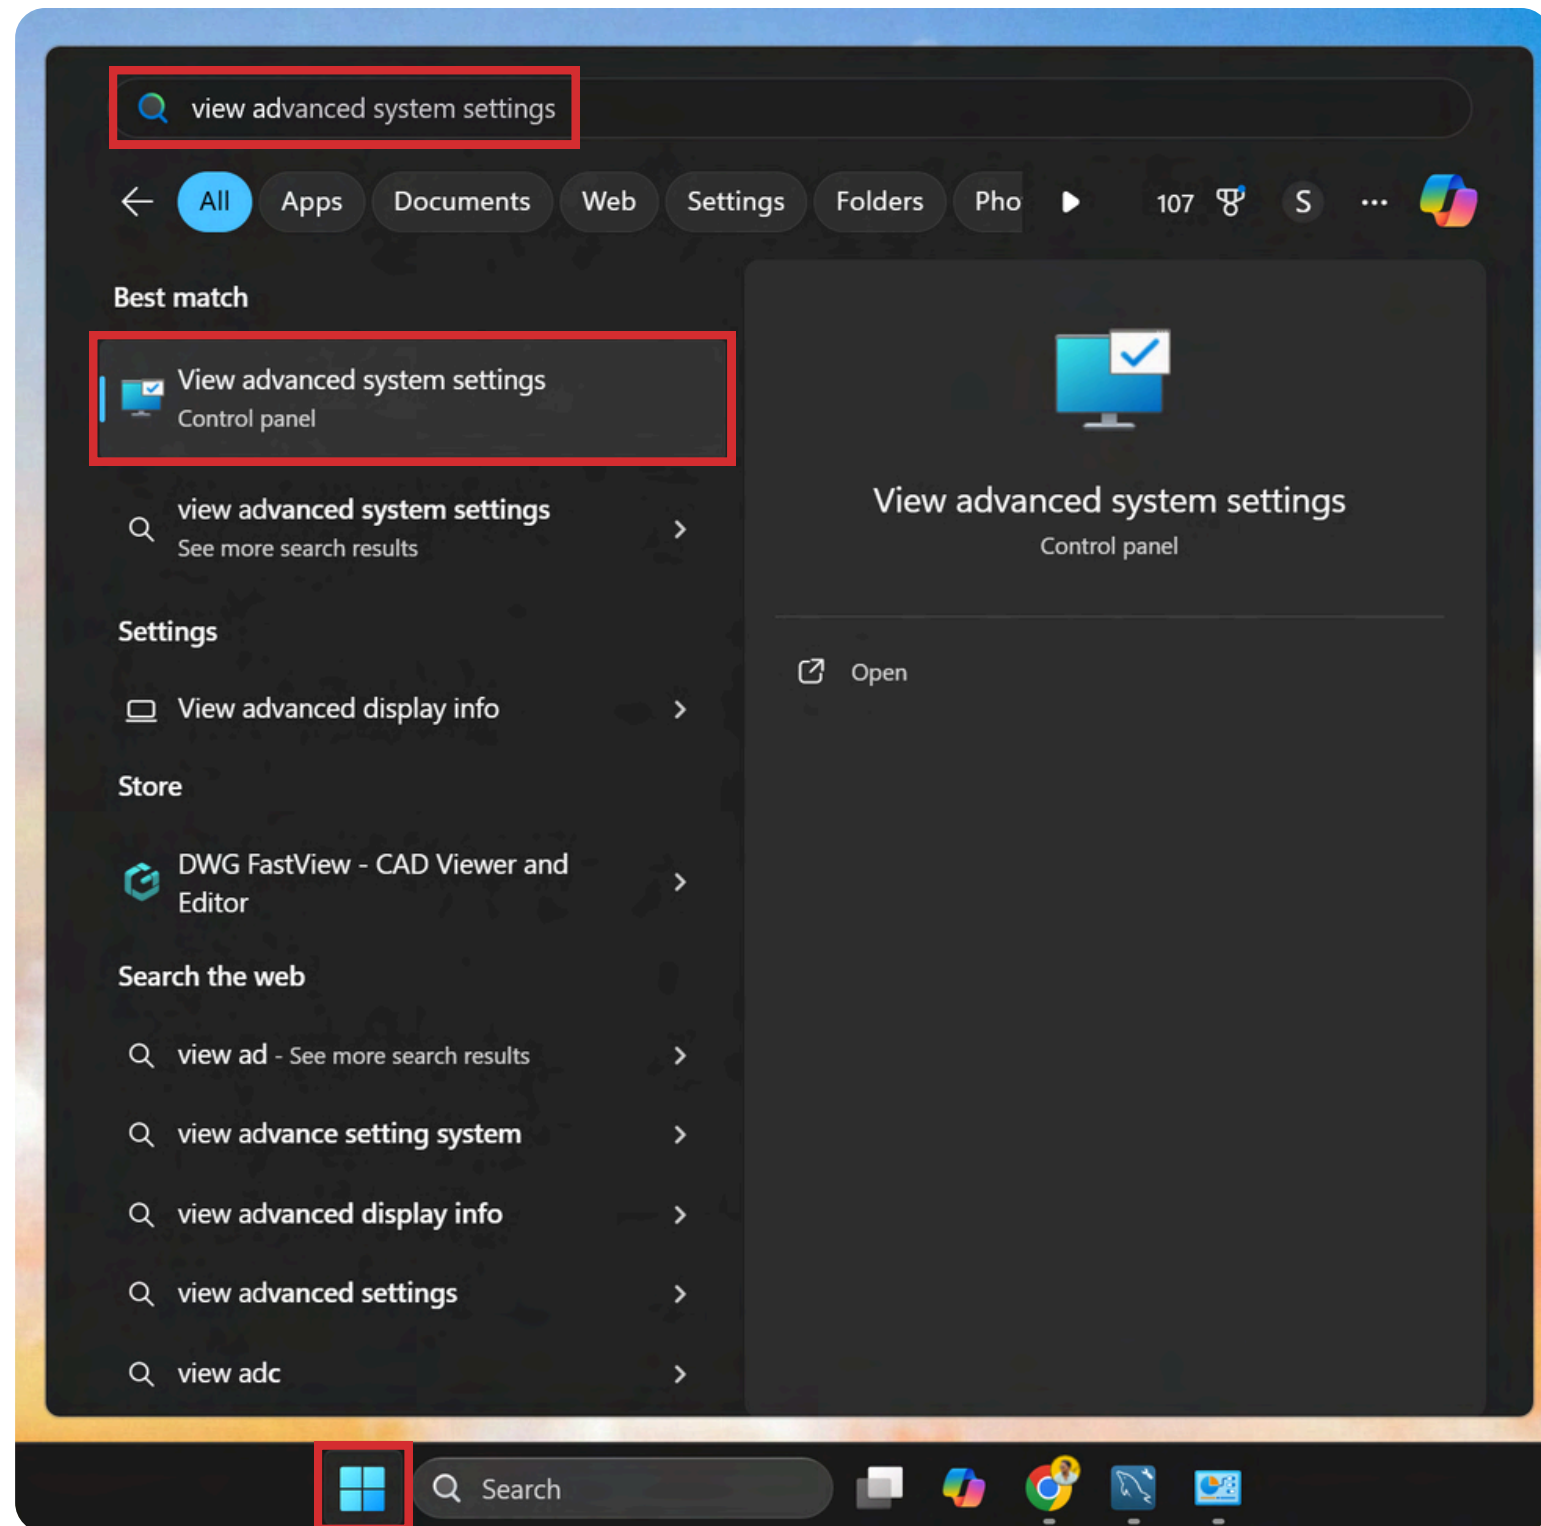 view advanced system settings
All Apps Documents Web Settings Folders Pho 107 S ...
Best match
View advanced system settings
Control panel
view advanced system settings
See more search results
Settings
View advanced display info
Store
DWG FastView - CAD Viewer and
Editor
Search the web
view ad - See more search results
view advance setting system
view advanced display info
view advanced settings
view adc
View advanced system settings
Control panel
Open
Search